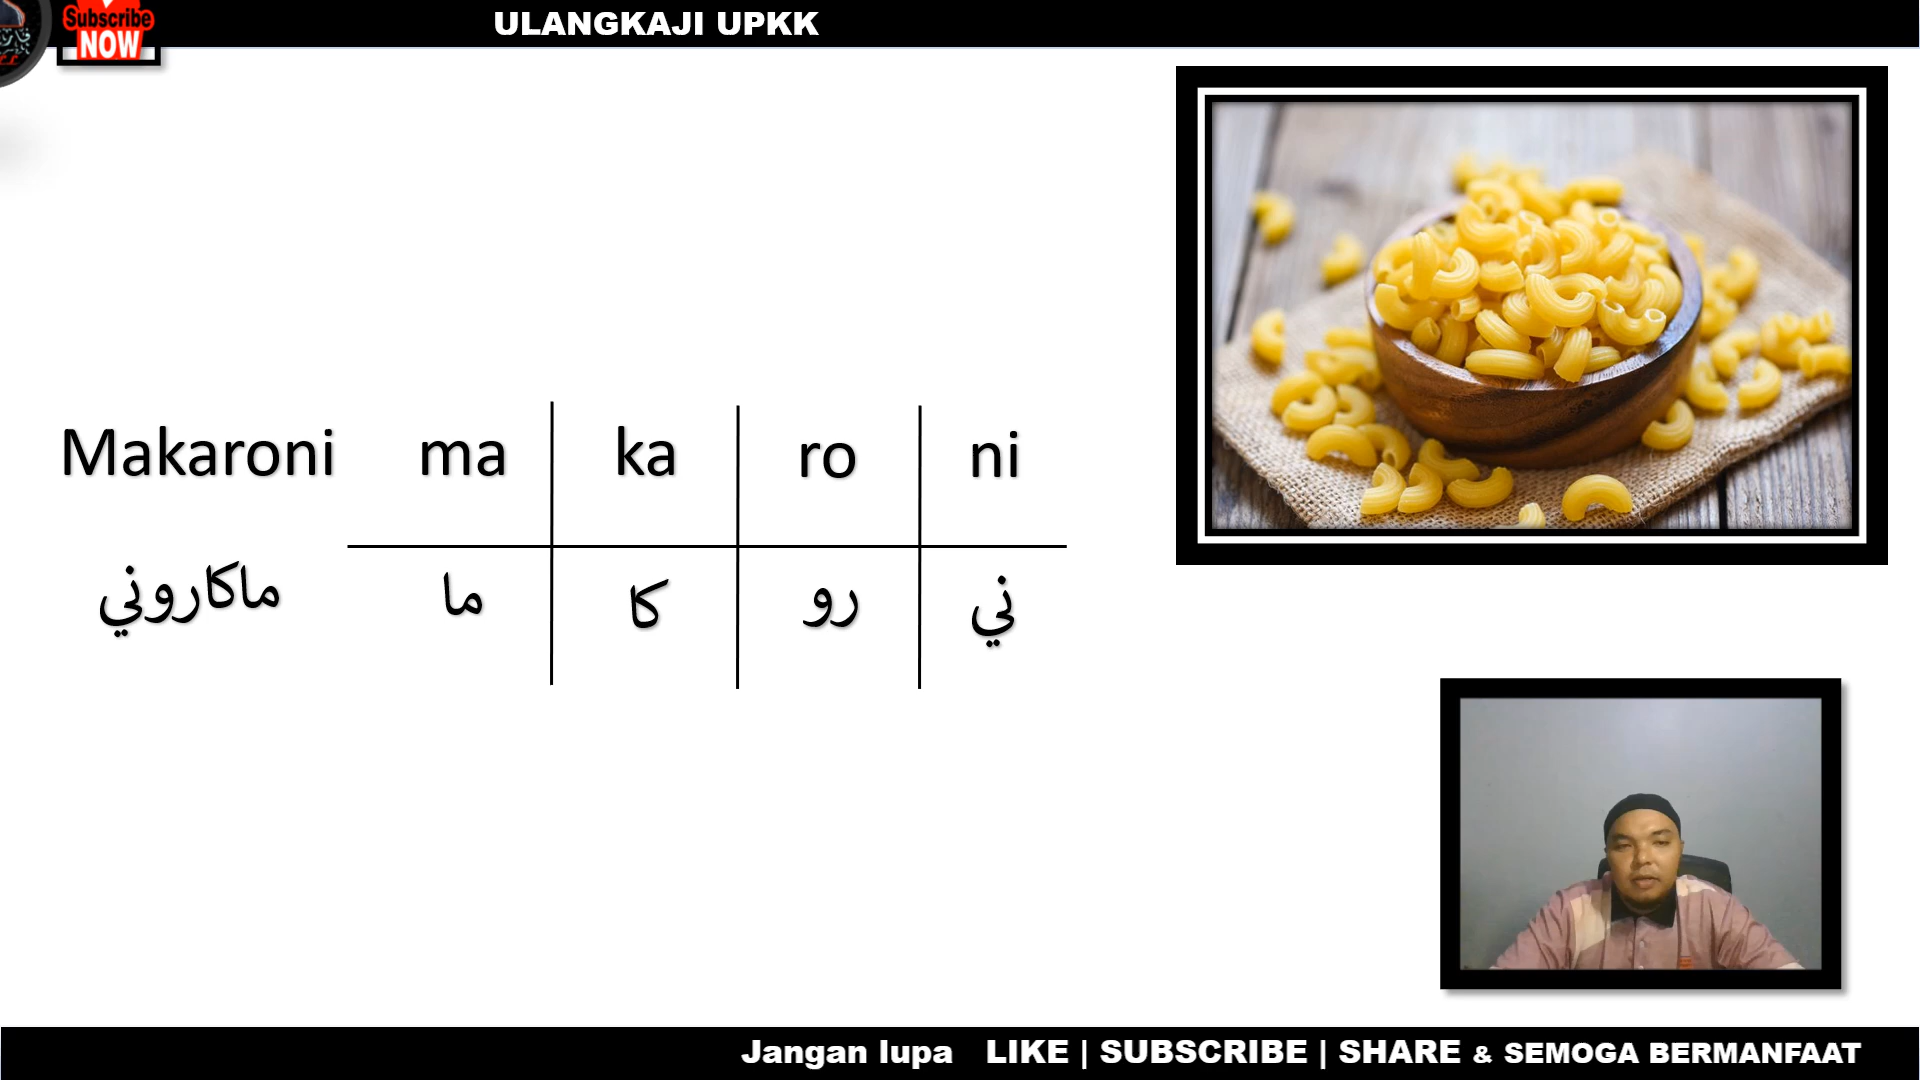 Subscribe
NOW
ULANGKAJI UPKK
Makaroni ma ka ro ni
ماكاروني ما كا رو ني
Jangan lupa LIKE | SUBSCRIBE | SHARE & SEMOGA BERMANFAAT